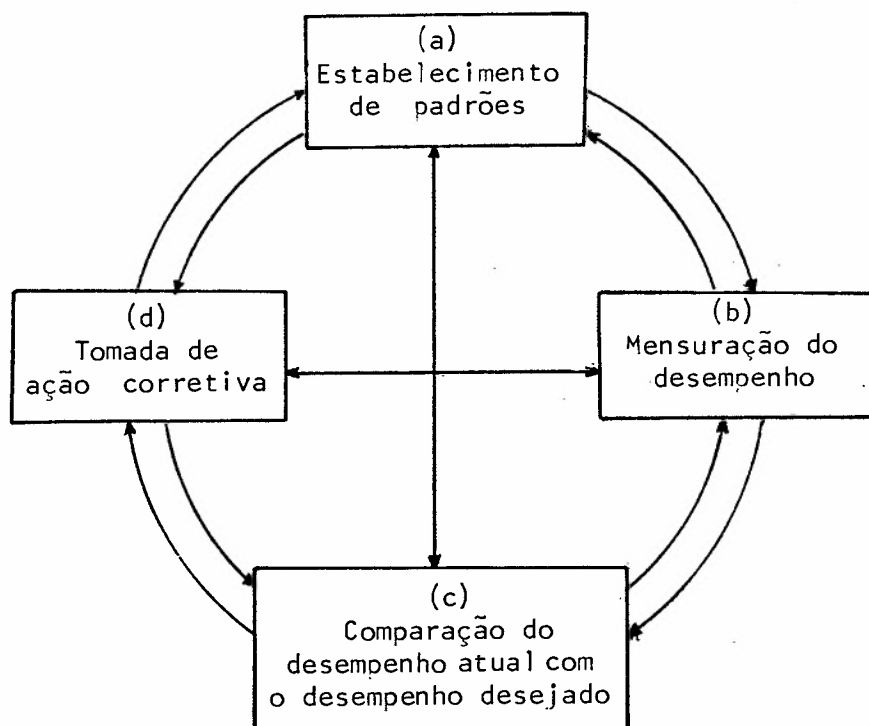 (a)
Estabelecimento
de padrões
(d)
Tomada de
ação corretiva
(b)
Mensuração do
desempenho
(c)
Comparação do
desempenho atual com
o desempenho desejado